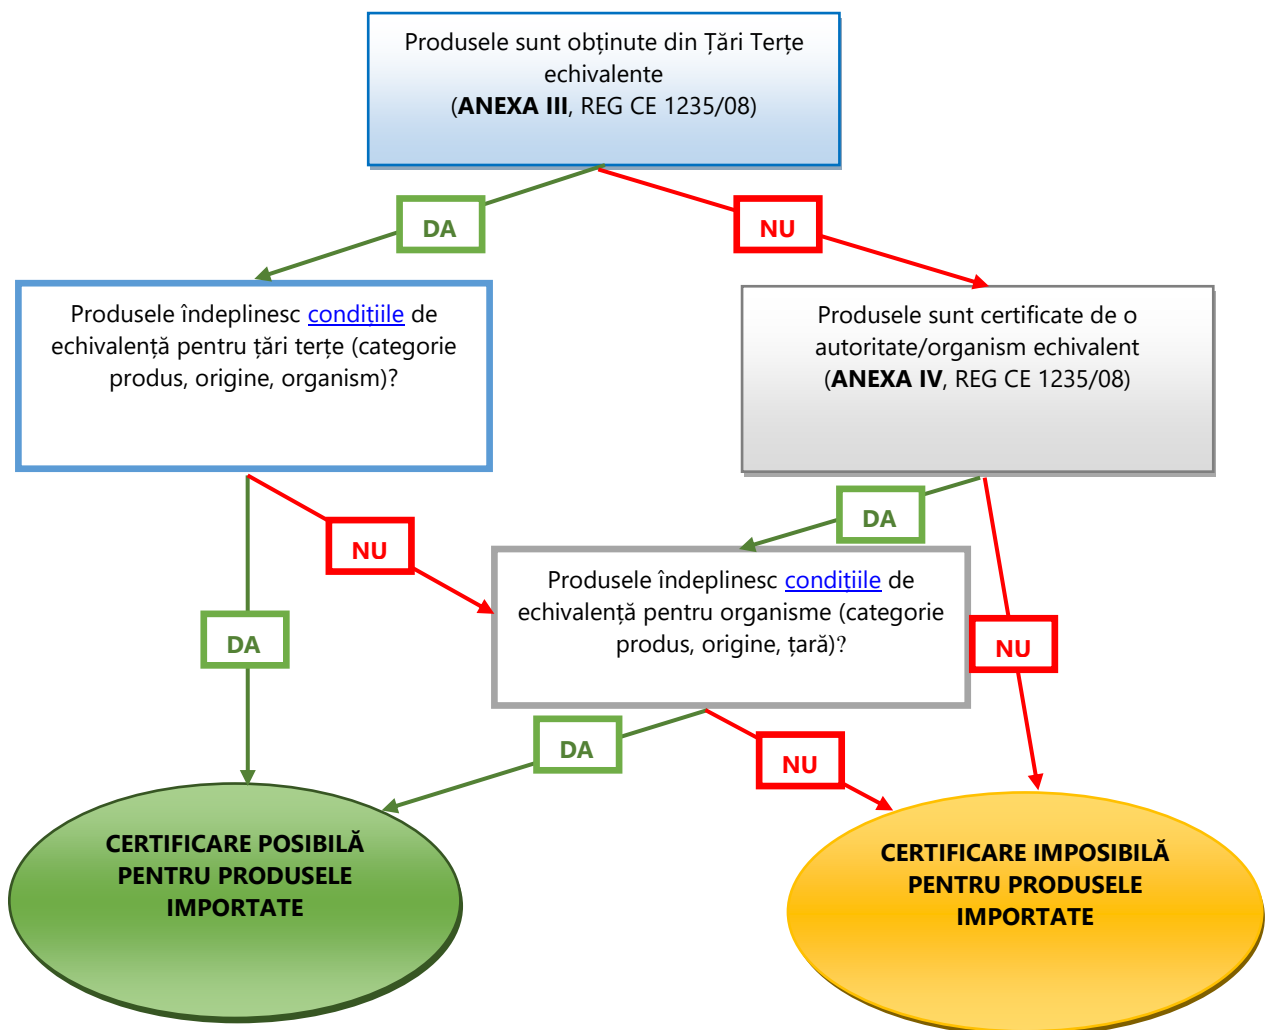 Produsele sunt obținute din Țări Terțe
echivalente
(ANEXA III, REG CE 1235/08)
DA
NU
Produsele îndeplinesc condițiile de
echivalență pentru țări terțe (categorie
produs, origine, organism)?
Produsele sunt certificate de o
autoritate/organism echivalent
(ANEXA IV, REG CE 1235/08)
DA
NU
Produsele îndeplinesc condițiile de
echivalență pentru organisme (categorie
produs, origine, țară)?
DA
NU
DA
NU
CERTIFICARE POSIBILĂ
PENTRU PRODUSELE
IMPORTATE
CERTIFICARE IMPOSIBILĂ
PENTRU PRODUSELE
IMPORTATE